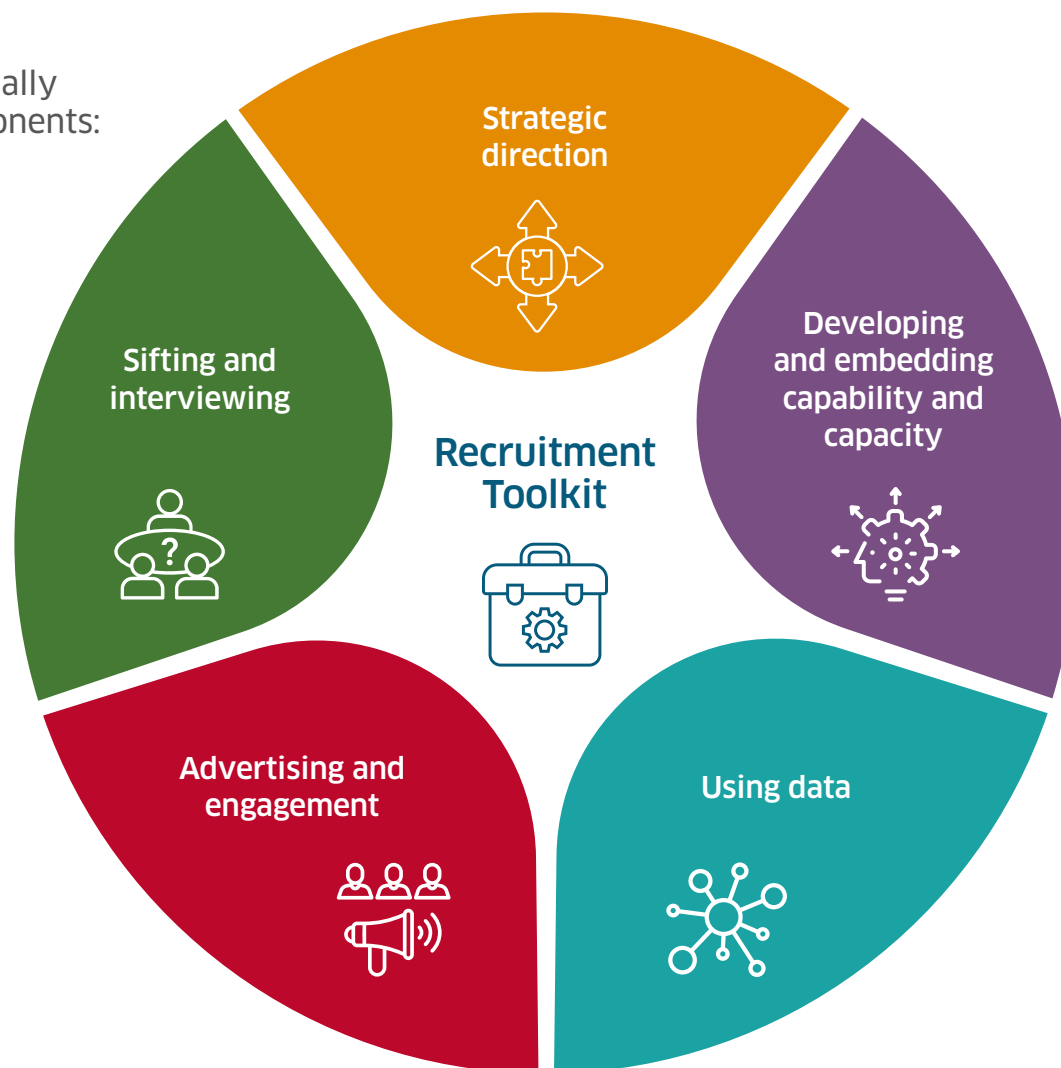 ally
onents:
Strategic
direction
Developing
and embedding
capability and
capacity
Sifting and
interviewing
Recruitment
Toolkit
?
Advertising and
engagement
Using data